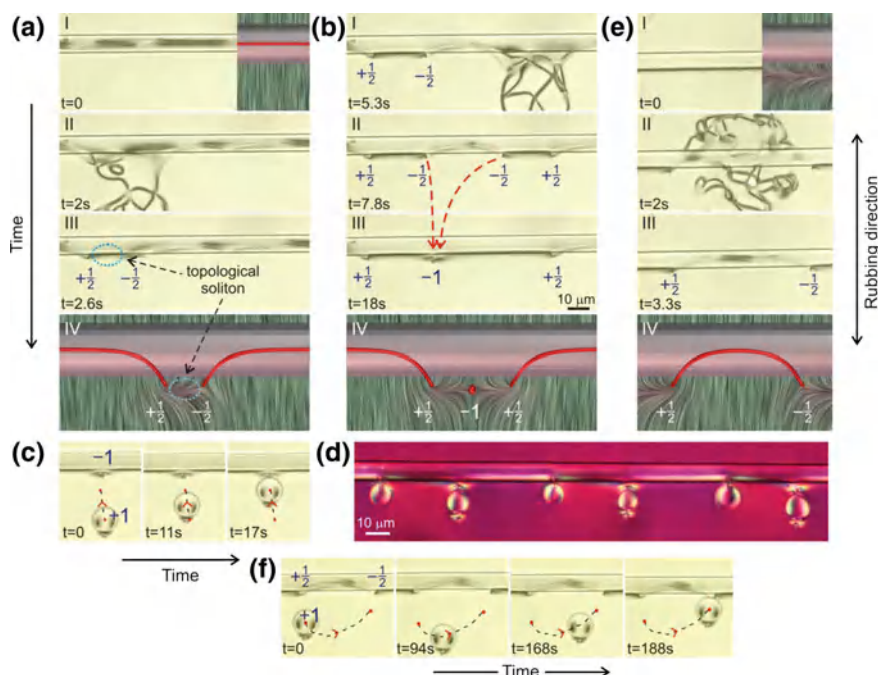 (a)
I
t=0
II
t=2s
III
+1/2
−1/2
t=2.6s
topological
soliton
IV
+1/2
−1/2
Time
(b)
I
+1/2
−1/2
t=5.3s
II
+1/2
−1/2
−1/2
+1/2
t=7.8s
III
+1/2
−1
+1/2
t=18s
10 μm
IV
+1/2
−1
+1/2
(e)
I
t=0
II
t=2s
III
+1/2
−1/2
t=3.3s
IV
+1/2
−1/2
Rubbing direction
(c)
−1
+1
t=0
t=11s
t=17s
Time
(d)
10 μm
(f)
+1/2
−1/2
+1
t=0
t=94s
t=168s
t=188s
Time